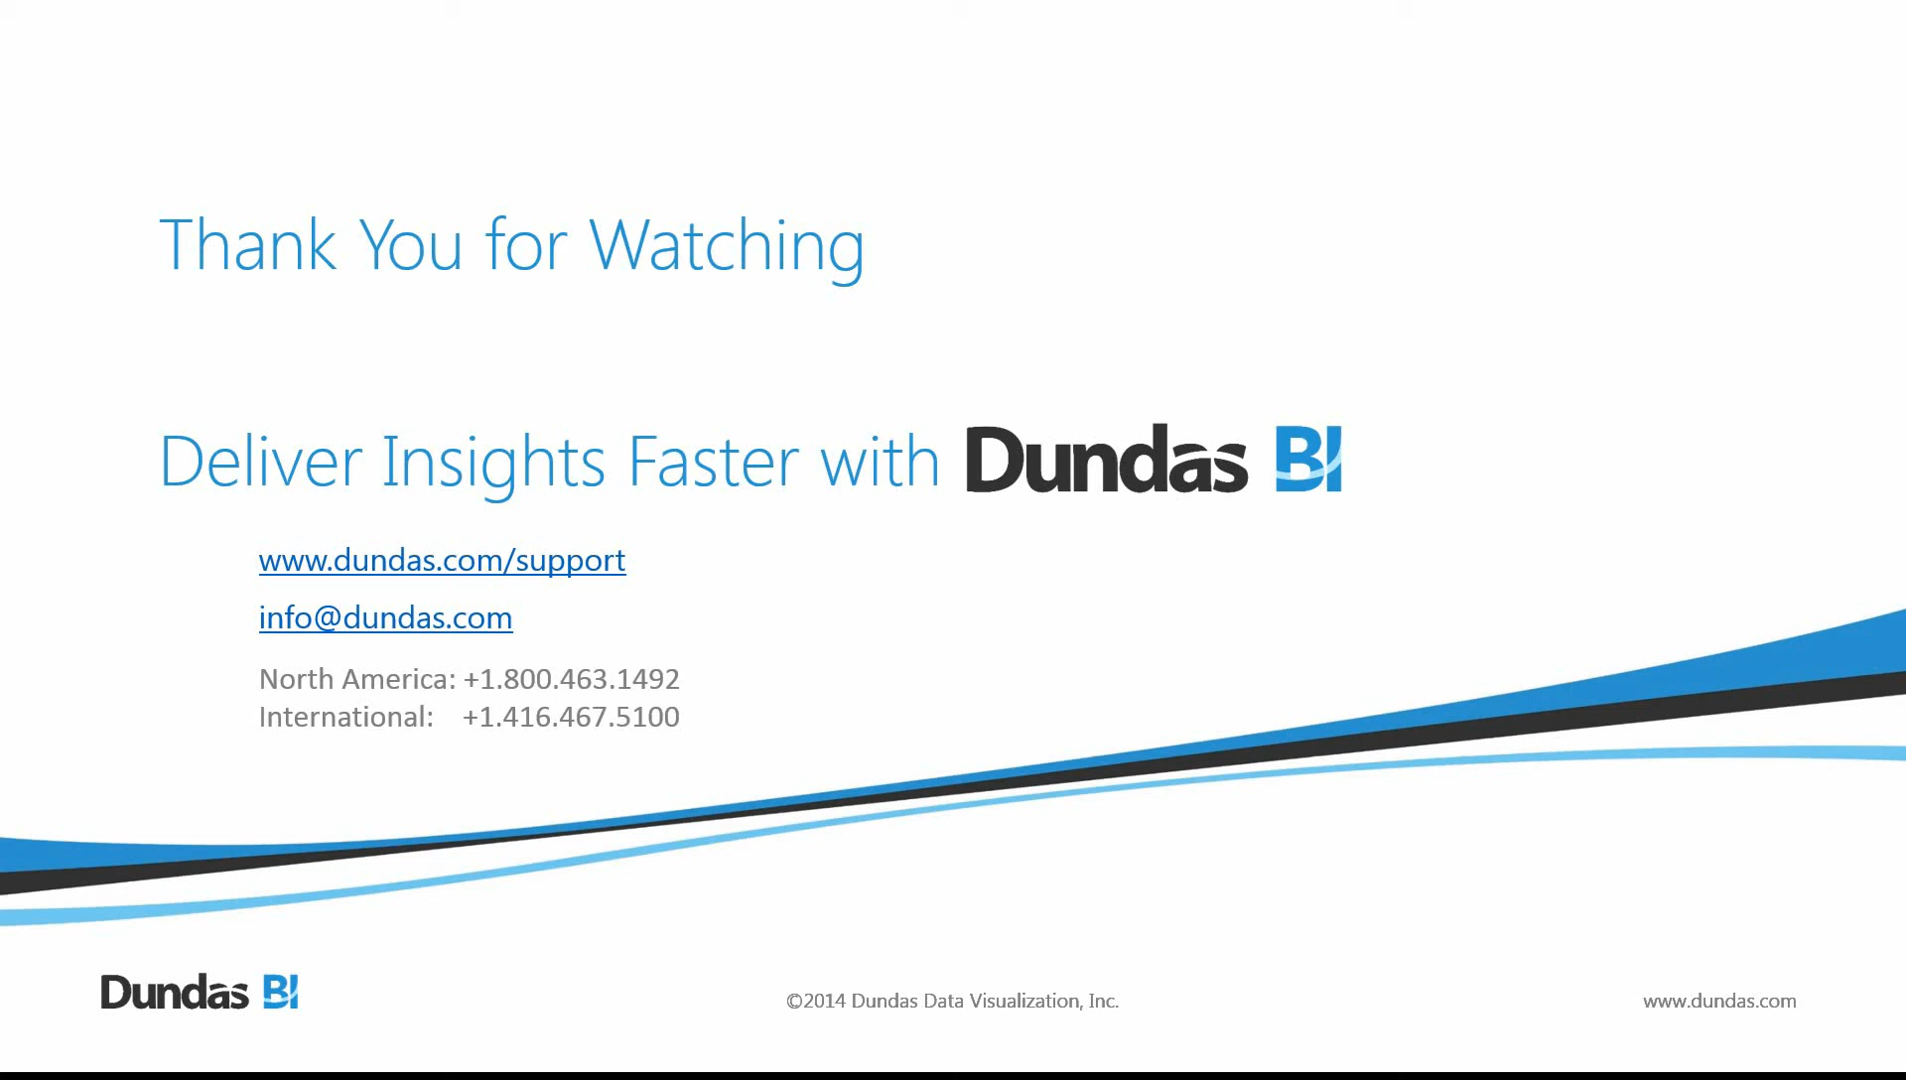 Thank You for Watching
Deliver Insights Faster with Dundas BI
www.dundas.com/support
info@dundas.com
North America: +1.800.463.1492
International: +1.416.467.5100
Dundas BI
©2014 Dundas Data Visualization, Inc.
www.dundas.com